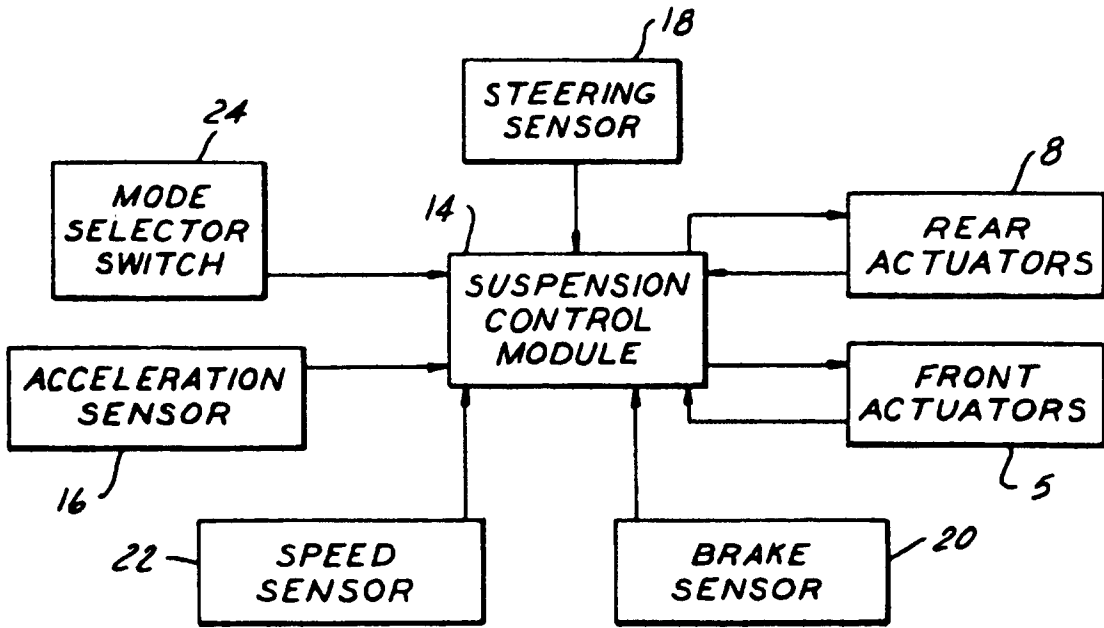 18
STEERING
SENSOR
24
MODE
SELECTOR
SWITCH
14
SUSPENSION
CONTROL
MODULE
8
REAR
ACTUATORS
ACCELERATION
SENSOR
16
FRONT
ACTUATORS
5
22
SPEED
SENSOR
BRAKE
SENSOR
20